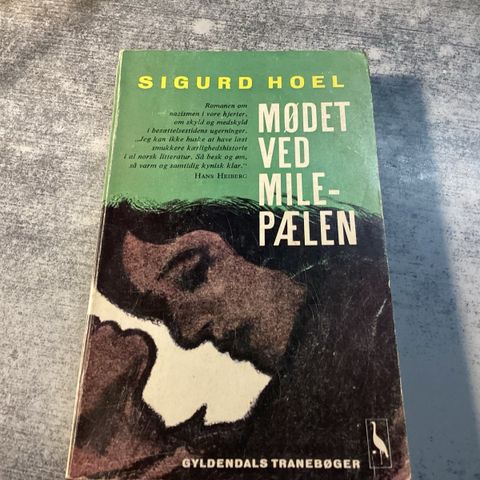 SIGURD HOEL
Romanen om
nazismen i vore hjerter,
om skyld og medskyld
i besættelsestidens ugerninger.
„Jeg kan ikke huske at have læst
smukkere kærlighedshistorie
i al norsk litteratur. Så besk og øm,
så varm og samtidig kynisk klar.“
HANS HEIBERG
MØDET
VED
MILE-
PÆLEN
GYLDENDALS TRANEBØGER